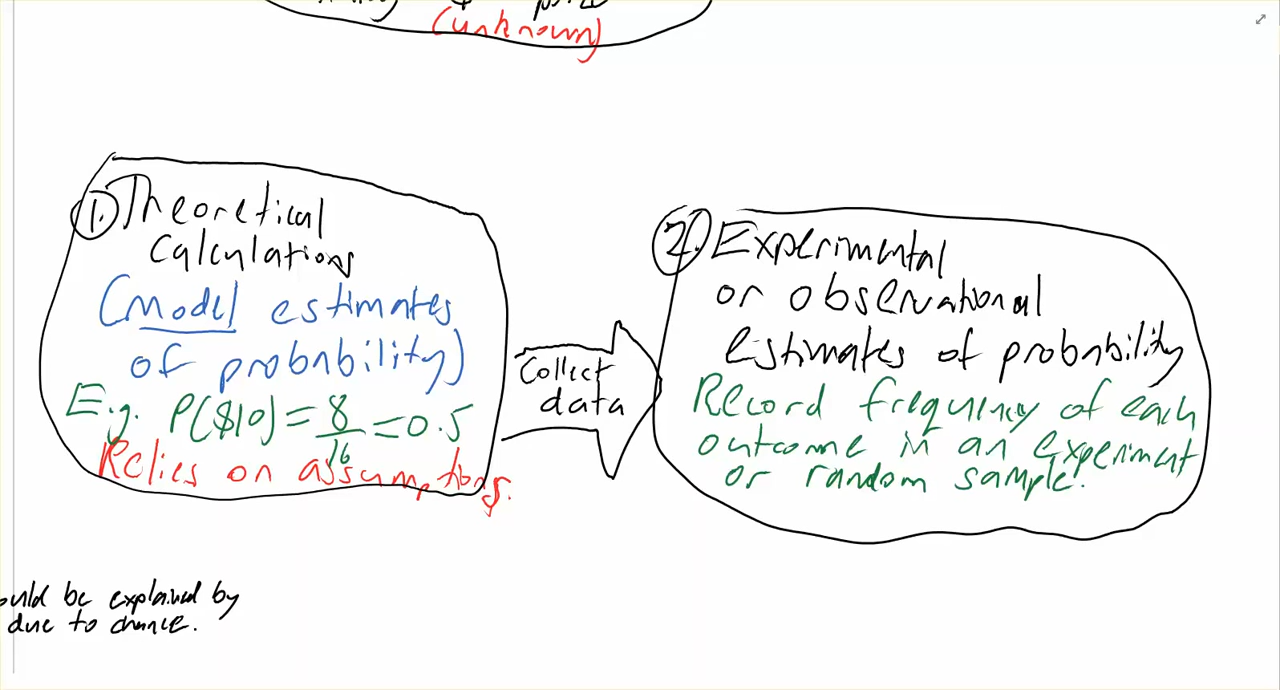 (unknown)
1. Theoretical
Calculations
(model estimates
of probability)
E.g. P($10) = 8/16 = 0.5
Relies on assumptions.
Collect
data
2. Experimental
or observational
estimates of probability
Record frequency of each
outcome in an experiment
or random sample.
be explained by
due to chance.